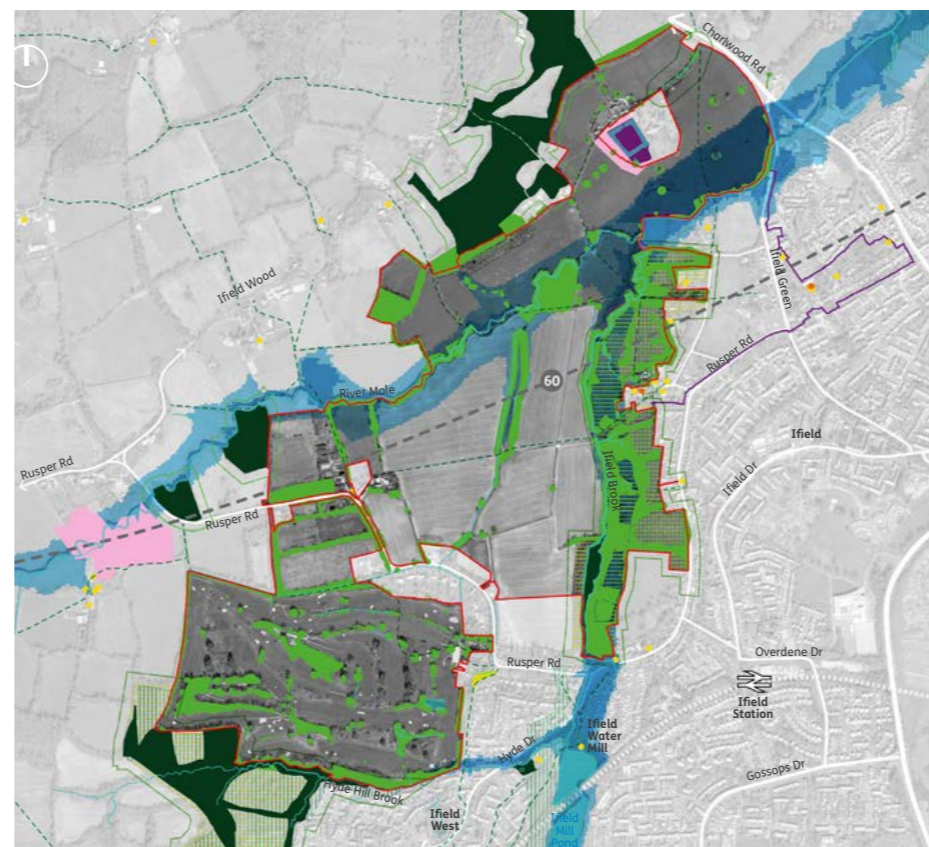 Charlwood Rd
Ifield Wood
Ifield Green
Rusper Rd
River Mole
60
Ifield
Rusper Rd
Ifield Dr
Ifield Brook
Rusper Rd
Rusper Rd
Overdene Dr
Ifield
Station
Ifield
Water
Mill
Hyde Dr
Gossops Dr
Hyde Hill Brook
Ifield
West
Ifield
Mill
Pond